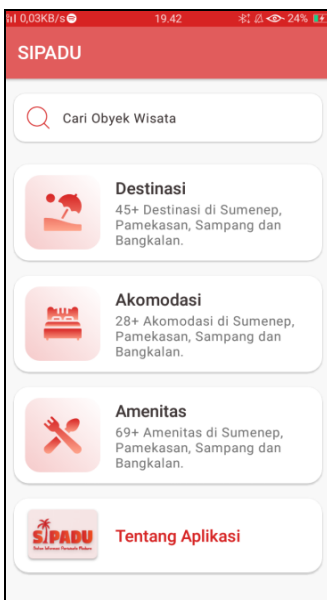 0,03KB/s
19.42
24%
SIPADU
Cari Obyek Wisata
Destinasi
45+ Destinasi di Sumenep,
Pamekasan, Sampang dan
Bangkalan.
Akomodasi
28+ Akomodasi di Sumenep,
Pamekasan, Sampang dan
Bangkalan.
Amenitas
69+ Amenitas di Sumenep,
Pamekasan, Sampang dan
Bangkalan.
SIPADU
Tentang Aplikasi